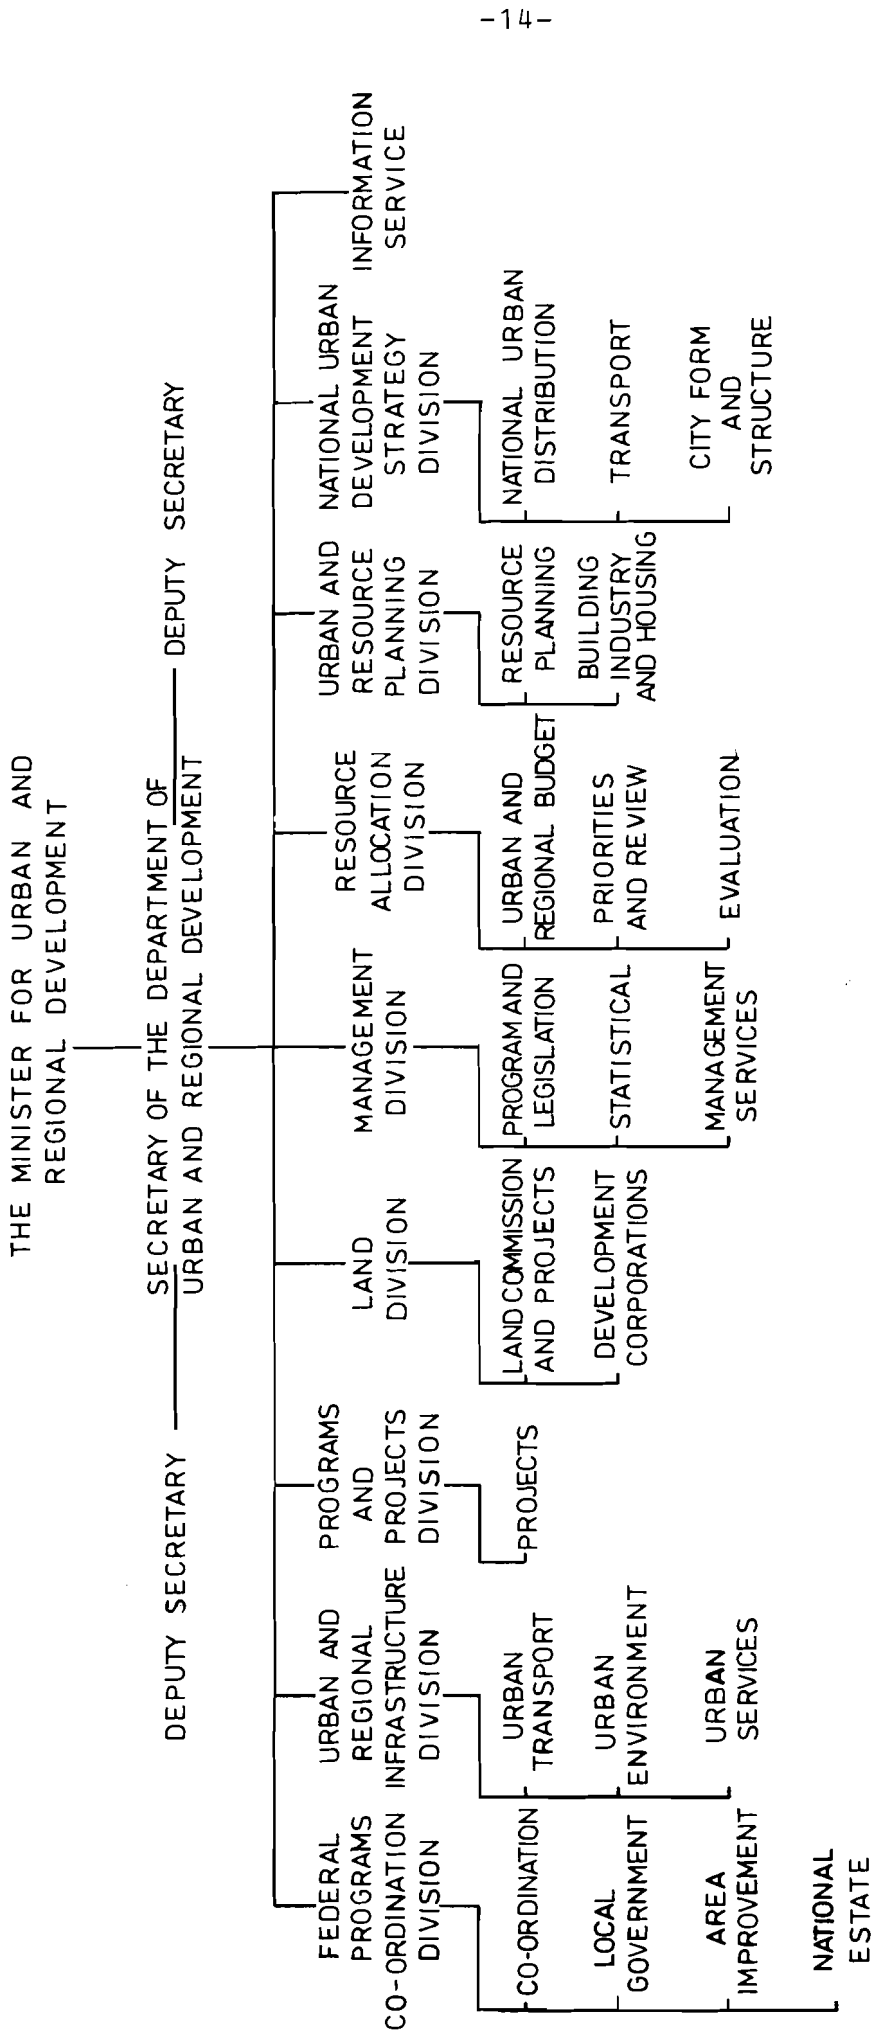 -14-
THE MINISTER FOR URBAN AND
REGIONAL DEVELOPMENT
SECRETARY OF THE DEPARTMENT OF
URBAN AND REGIONAL DEVELOPMENT
DEPUTY SECRETARY
DEPUTY SECRETARY
FEDERAL
PROGRAMS
CO-ORDINATION
DIVISION
CO-ORDINATION
LOCAL
GOVERNMENT
AREA
IMPROVEMENT
NATIONAL
ESTATE
URBAN AND
REGIONAL
INFRASTRUCTURE
DIVISION
URBAN
TRANSPORT
URBAN
ENVIRONMENT
URBAN
SERVICES
PROGRAMS
AND
PROJECTS
DIVISION
PROJECTS
LAND
DIVISION
LAND COMMISSION
AND PROJECTS
DEVELOPMENT
CORPORATIONS
MANAGEMENT
DIVISION
PROGRAM AND
LEGISLATION
STATISTICAL
MANAGEMENT
SERVICES
RESOURCE
ALLOCATION
DIVISION
URBAN AND
REGIONAL BUDGET
PRIORITIES
AND REVIEW
EVALUATION
URBAN AND
RESOURCE
PLANNING
DIVISION
RESOURCE
PLANNING
BUILDING
INDUSTRY
AND HOUSING
NATIONAL URBAN
DEVELOPMENT
STRATEGY
DIVISION
NATIONAL URBAN
DISTRIBUTION
TRANSPORT
CITY FORM
AND
STRUCTURE
INFORMATION
SERVICE